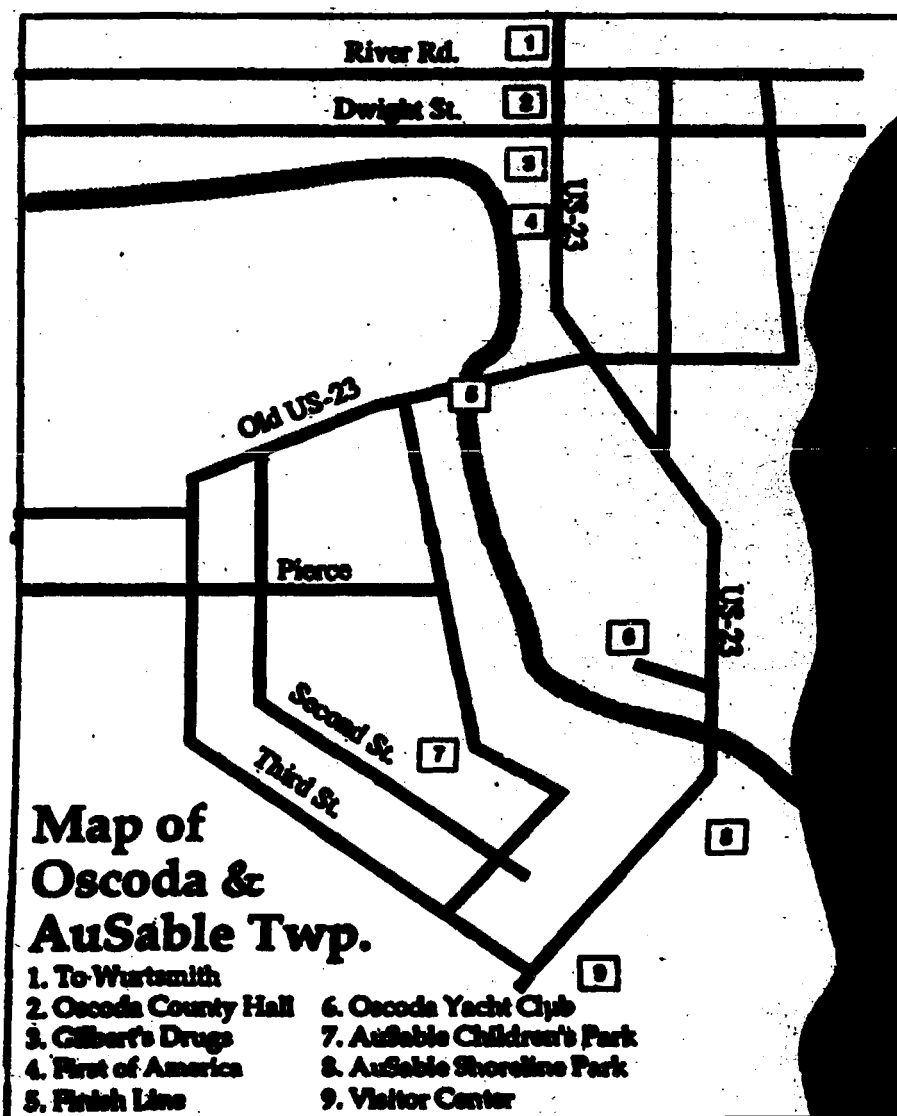 1
River Rd.
2
Dwight St.
3
4
US-23
5
Old US-23
Pierce
US-23
6
Second St.
7
Third St.
8
9
Map of
Oscoda &
AuSable Twp.
1. To Wurtsmith
2. Oscoda County Hall
3. Gilbert's Drugs
4. First of America
5. Finish Line
6. Oscoda Yacht Club
7. AuSable Children's Park
8. AuSable Shoreline Park
9. Visitor Center